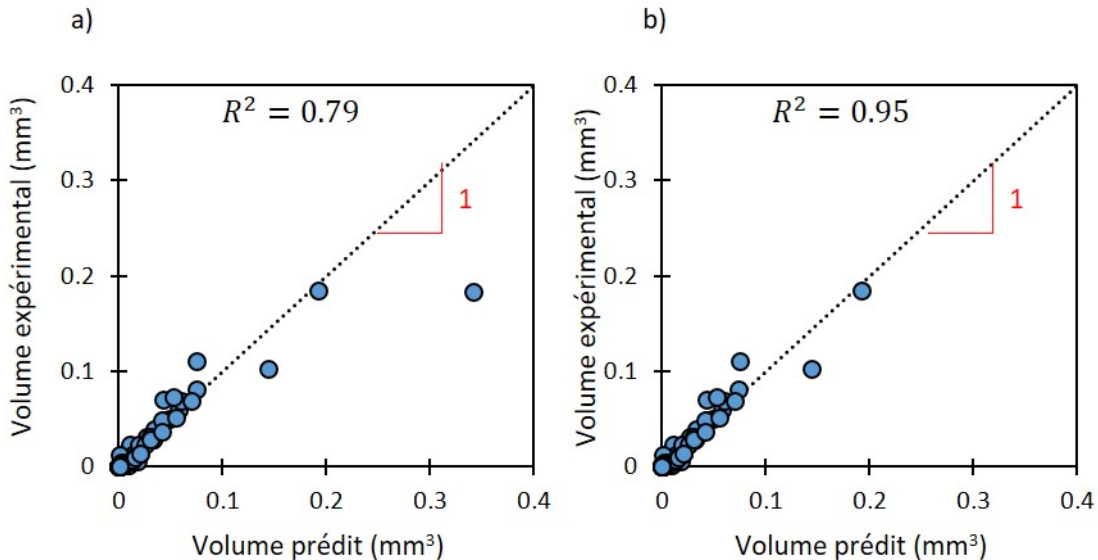 a)
R² = 0.79
Volume expérimental (mm³)
0.4
0.3
0.2
0.1
0
1
0
0.1
0.2
0.3
0.4
Volume prédit (mm³)
b)
R² = 0.95
Volume expérimental (mm³)
0.4
0.3
0.2
0.1
0
1
0
0.1
0.2
0.3
0.4
Volume prédit (mm³)